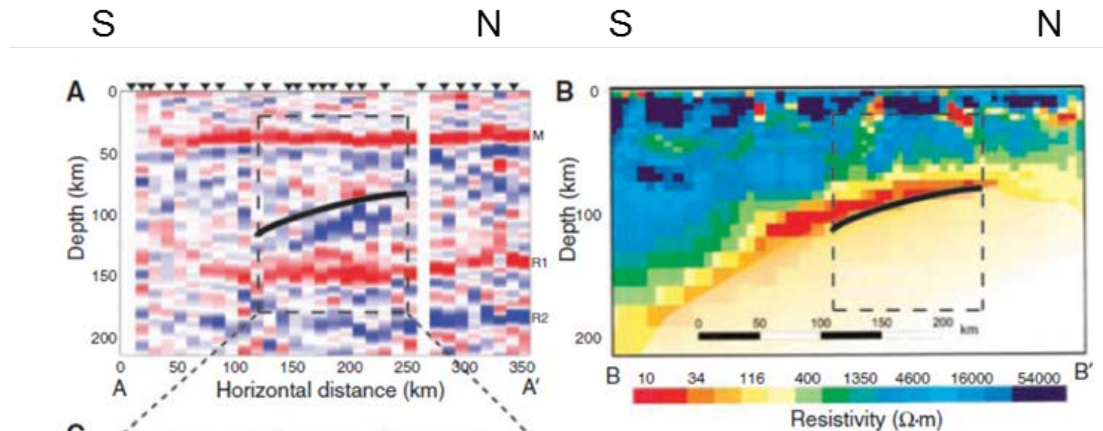 S N S N
A B
0
50
100
150
200
Depth (km)
M
R1
R2
0 50 100 150 200 250 300 350
A Horizontal distance (km) A′
0
100
200
Depth (km)
0 50 100 150 200 km
B B′
10 34 116 400 1350 4600 16000 54000
Resistivity (Ω·m)